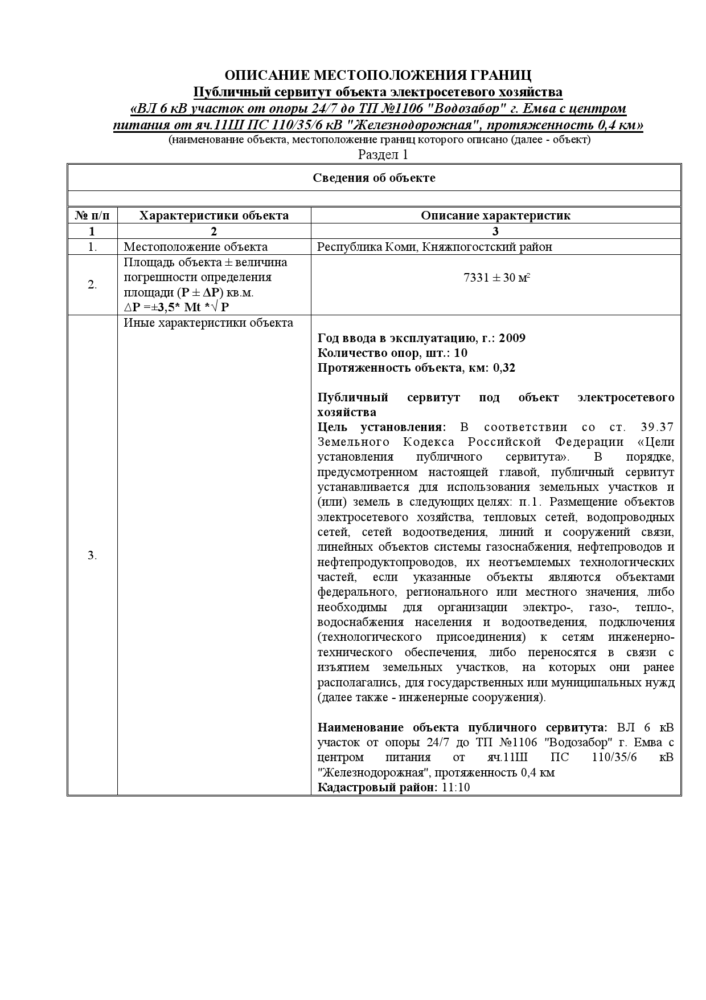 ОПИСАНИЕ МЕСТОПОЛОЖЕНИЯ ГРАНИЦ
Публичный сервитут объекта электросетевого хозяйства
«ВЛ 6 кВ участок от опоры 24/7 до ТП №1106 "Водозабор" г. Емва с центром
питания от яч.11Ш ПС 110/35/6 кВ "Железнодорожная", протяженность 0,4 км»
(наименование объекта, местоположение границ которого описано (далее - объект)
Раздел 1
Сведения об объекте
№ п/п Характеристики объекта Описание характеристик
1 2 3
1. Местоположение объекта Республика Коми, Княжпогостский район
2. Площадь объекта ± величина
погрешности определения
площади (P ± ΔP) кв.м.
∆P =±3,5* Mt *√ P
7331 ± 30 м²
3. Иные характеристики объекта
Год ввода в эксплуатацию, г.: 2009
Количество опор, шт.: 10
Протяженность объекта, км: 0,32
Публичный сервитут под объект электросетевого
хозяйства
Цель установления: В соответствии со ст. 39.37
Земельного Кодекса Российской Федерации «Цели
установления публичного сервитута». В порядке,
предусмотренном настоящей главой, публичный сервитут
устанавливается для использования земельных участков и
(или) земель в следующих целях: п.1. Размещение объектов
электросетевого хозяйства, тепловых сетей, водопроводных
сетей, сетей водоотведения, линий и сооружений связи,
линейных объектов системы газоснабжения, нефтепроводов и
нефтепродуктопроводов, их неотъемлемых технологических
частей, если указанные объекты являются объектами
федерального, регионального или местного значения, либо
необходимы для организации электро-, газо-, тепло-,
водоснабжения населения и водоотведения, подключения
(технологического присоединения) к сетям инженерно-
технического обеспечения, либо переносятся в связи с
изъятием земельных участков, на которых они ранее
располагались, для государственных или муниципальных нужд
(далее также - инженерные сооружения).
Наименование объекта публичного сервитута: ВЛ 6 кВ
участок от опоры 24/7 до ТП №1106 "Водозабор" г. Емва с
центром питания от яч.11Ш ПС 110/35/6 кВ
"Железнодорожная", протяженность 0,4 км
Кадастровый район: 11:10